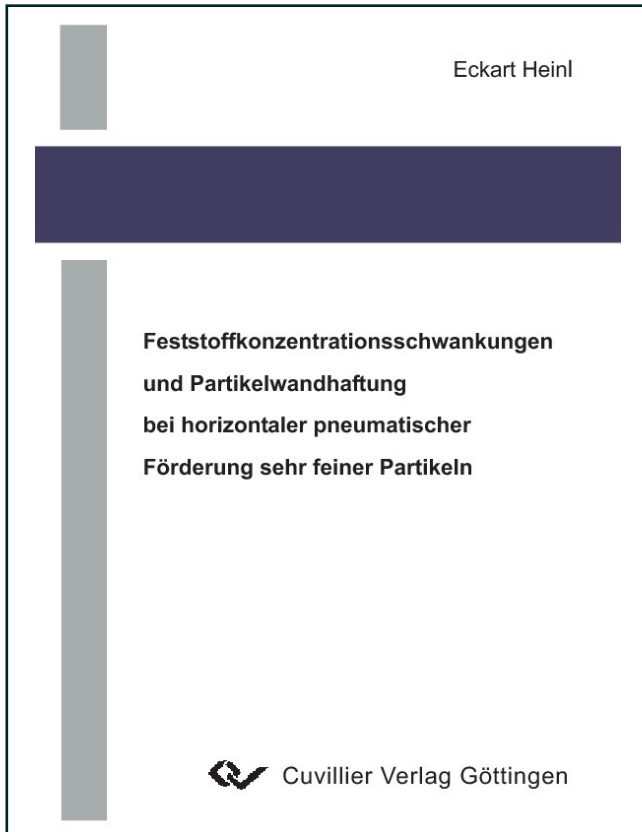 Eckart Heinl
Feststoffkonzentrationsschwankungen
und Partikelwandhaftung
bei horizontaler pneumatischer
Förderung sehr feiner Partikeln
Cuvillier Verlag Göttingen